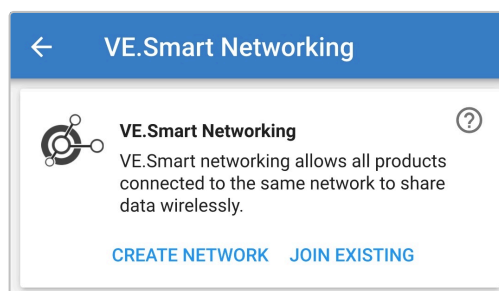 VE.Smart Networking
VE.Smart Networking
VE.Smart networking allows all products
connected to the same network to share
data wirelessly.
CREATE NETWORK JOIN EXISTING